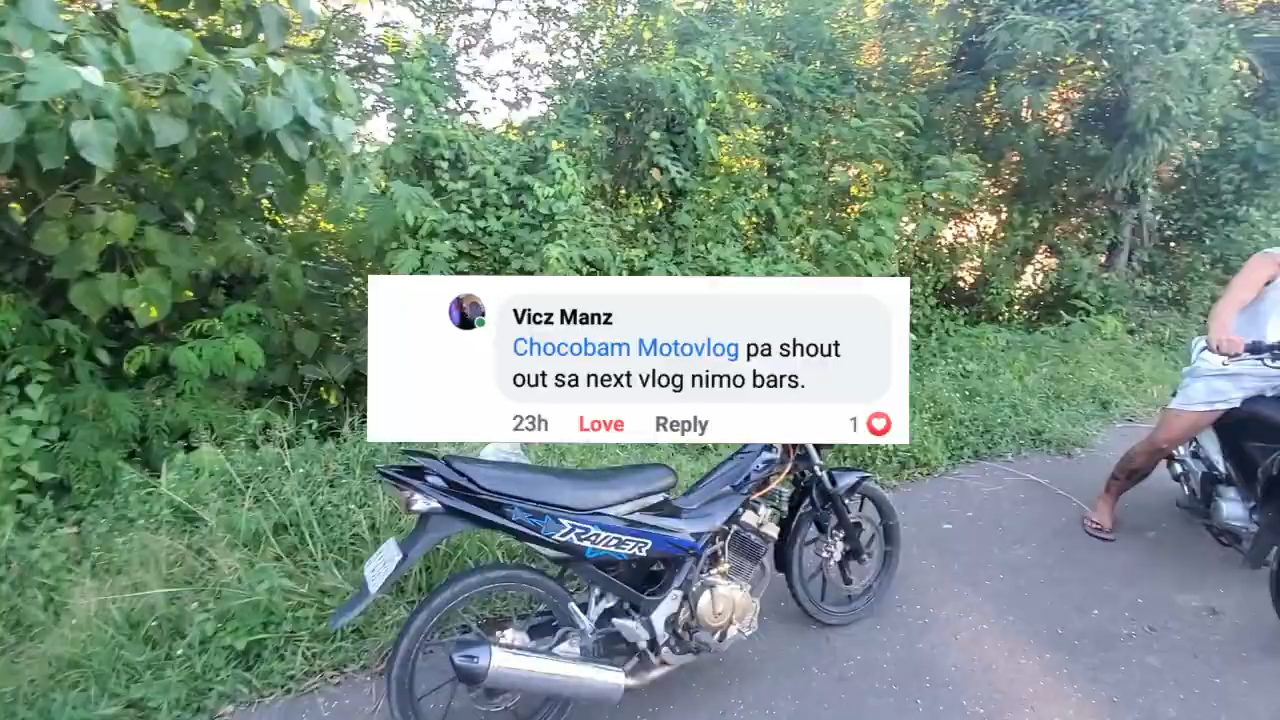 Vicz Manz
Chocobam Motovlog pa shout
out sa next vlog nimo bars.
23h Love Reply 1
RAIDER